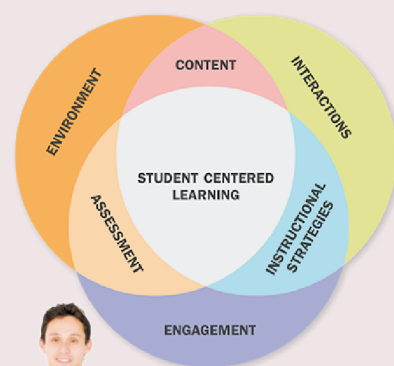 CONTENT
ENVIRONMENT
INTERACTIONS
STUDENT CENTERED
LEARNING
ASSESSMENT
INSTRUCTIONAL
STRATEGIES
ENGAGEMENT